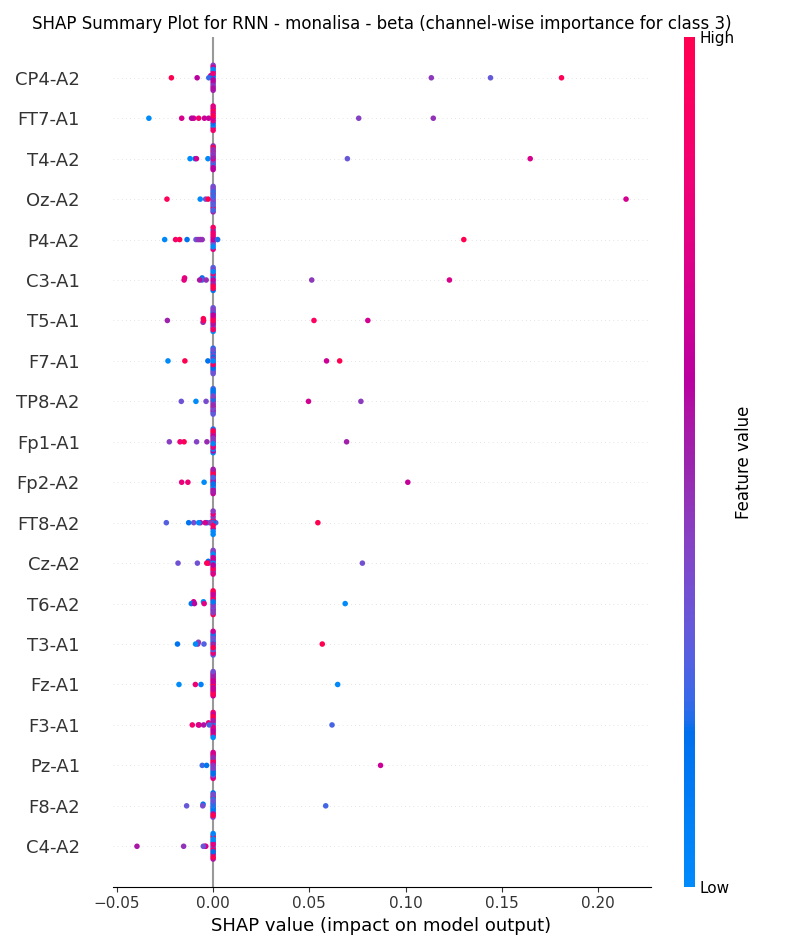 SHAP Summary Plot for RNN - monalisa - beta (channel-wise importance for class 3)
High
CP4-A2
FT7-A1
T4-A2
Oz-A2
P4-A2
C3-A1
T5-A1
F7-A1
TP8-A2
Fp1-A1
Fp2-A2
FT8-A2
Cz-A2
T6-A2
T3-A1
Fz-A1
F3-A1
Pz-A1
F8-A2
C4-A2
Feature value
Low
−0.05 0.00 0.05 0.10 0.15 0.20
SHAP value (impact on model output)